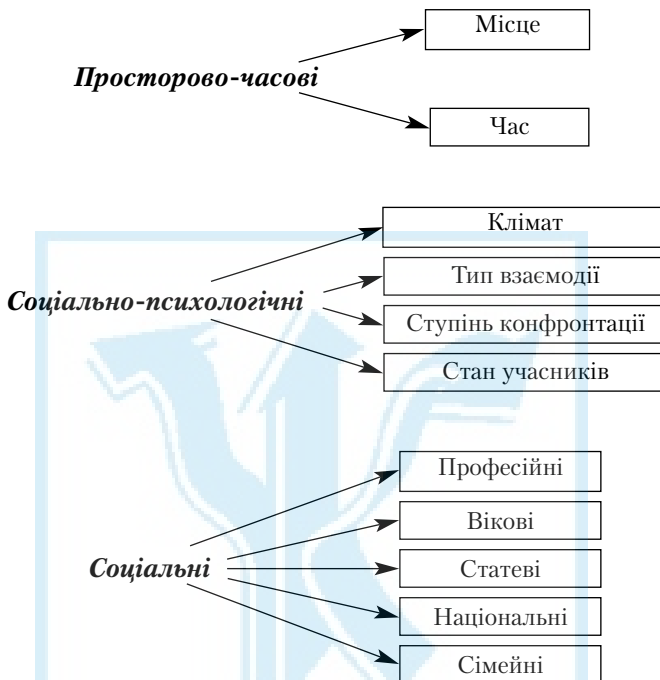 Місце
Просторово-часові
Час
Клімат
Тип взаємодії
Соціально-психологічні
Ступінь конфронтації
Стан учасників
Професійні
Вікові
Соціальні
Статеві
Національні
Сімейні